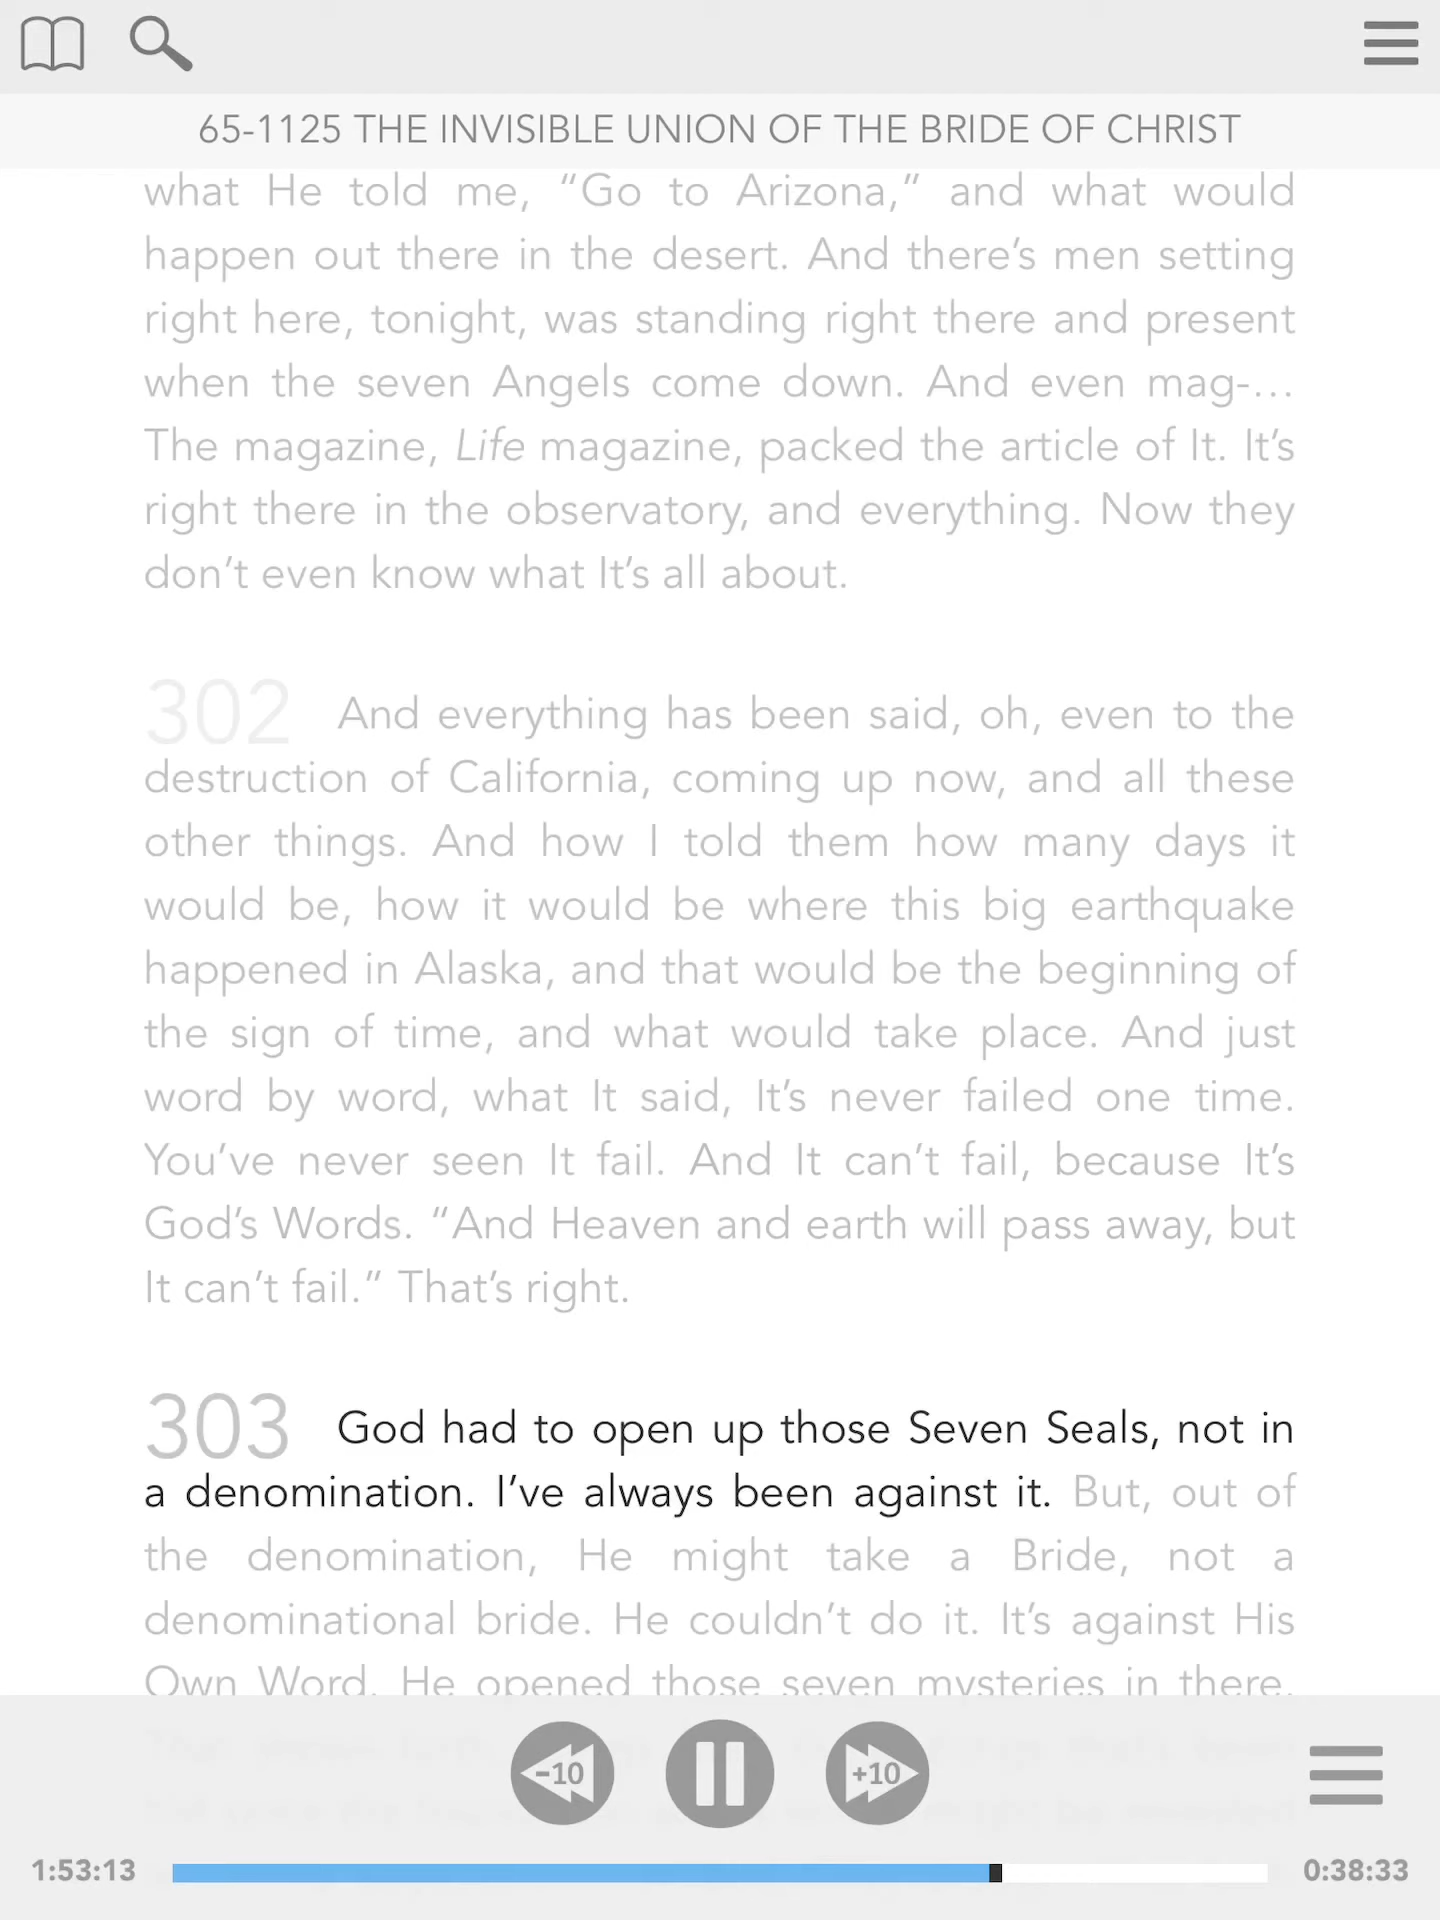 65-1125 THE INVISIBLE UNION OF THE BRIDE OF CHRIST
what He told me, “Go to Arizona,” and what would
happen out there in the desert. And there’s men setting
right here, tonight, was standing right there and present
when the seven Angels come down. And even mag-…
The magazine, Life magazine, packed the article of It. It’s
right there in the observatory, and everything. Now they
don’t even know what It’s all about.
302 And everything has been said, oh, even to the
destruction of California, coming up now, and all these
other things. And how I told them how many days it
would be, how it would be where this big earthquake
happened in Alaska, and that would be the beginning of
the sign of time, and what would take place. And just
word by word, what It said, It’s never failed one time.
You’ve never seen It fail. And It can’t fail, because It’s
God’s Words. “And Heaven and earth will pass away, but
It can’t fail.” That’s right.
303 God had to open up those Seven Seals, not in
a denomination. I’ve always been against it. But, out of
the denomination, He might take a Bride, not a
denominational bride. He couldn’t do it. It’s against His
Own Word. He opened those seven mysteries in there.
-10 +10
1:53:13 0:38:33